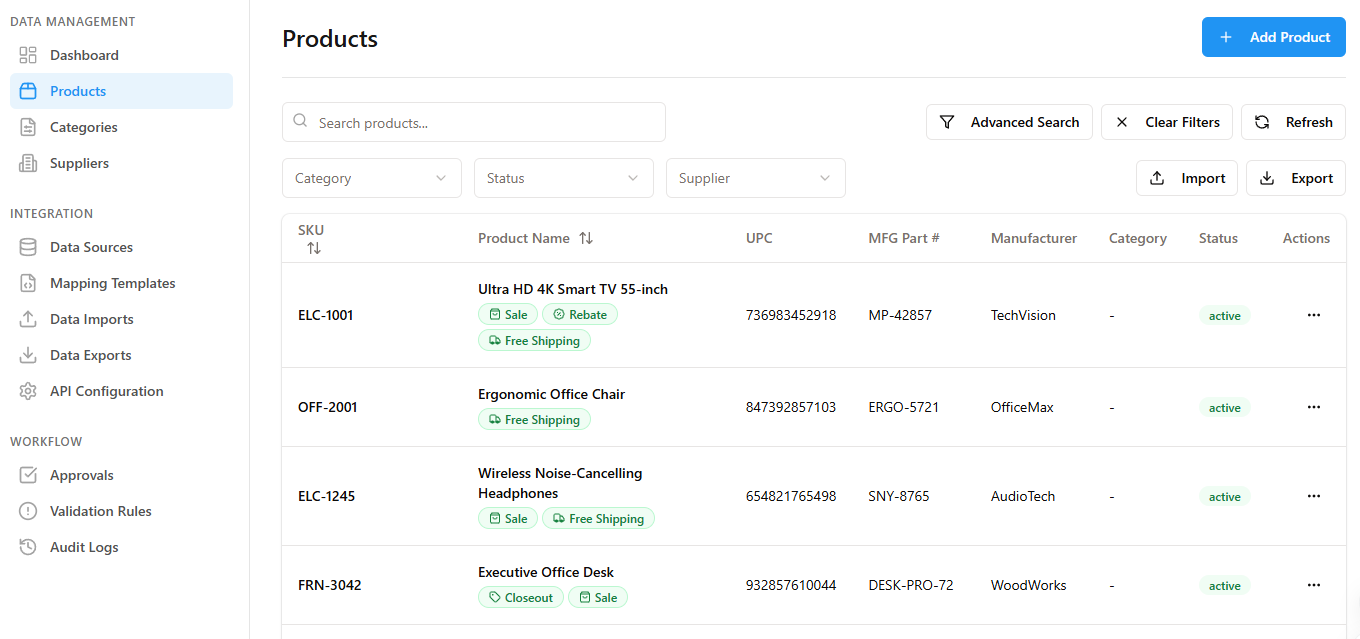 DATA MANAGEMENT
Dashboard
Products
Categories
Suppliers
INTEGRATION
Data Sources
Mapping Templates
Data Imports
Data Exports
API Configuration
WORKFLOW
Approvals
Validation Rules
Audit Logs
Products
Add Product
Search products...
Advanced Search
Clear Filters
Refresh
Category
Status
Supplier
Import
Export
SKU Product Name UPC MFG Part # Manufacturer Category Status Actions
Ultra HD 4K Smart TV 55-inch
Sale Rebate
ELC-1001 736983452918 MP-42857 TechVision - active ...
Free Shipping
Ergonomic Office Chair
OFF-2001 847392857103 ERGO-5721 OfficeMax - active ...
Free Shipping
Wireless Noise-Cancelling
Headphones
ELC-1245 654821765498 SNY-8765 AudioTech - active ...
Sale Free Shipping
Executive Office Desk
FRN-3042 932857610044 DESK-PRO-72 WoodWorks - active ...
Closeout Sale